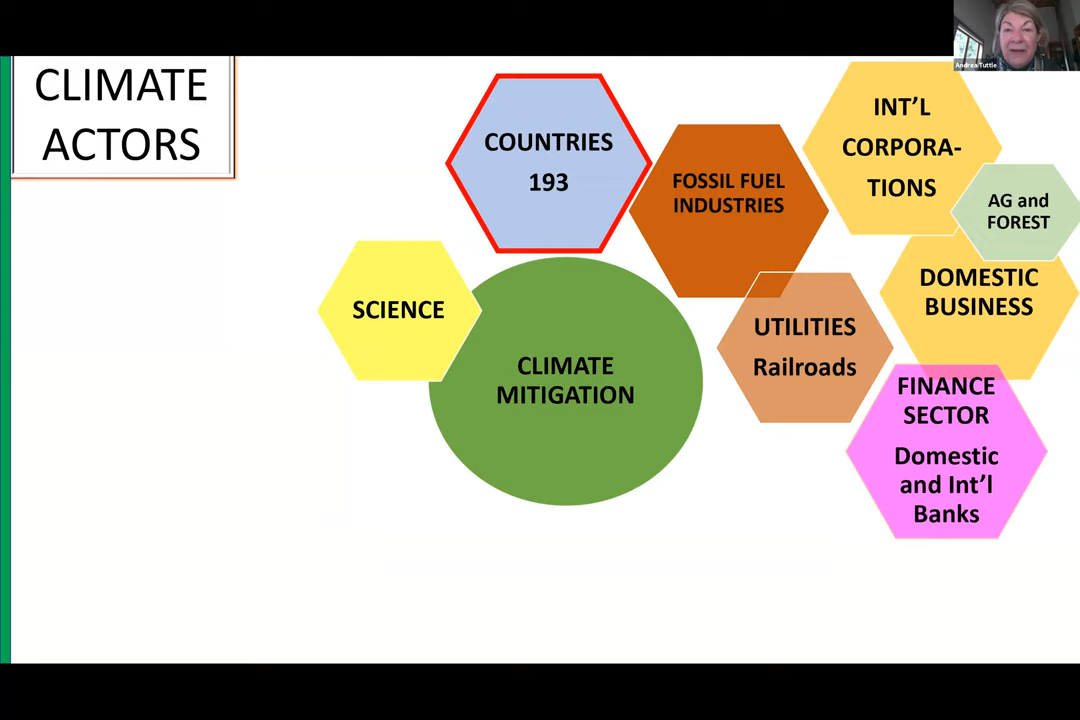 CLIMATE
ACTORS
COUNTRIES
193
FOSSIL FUEL
INDUSTRIES
INT’L
CORPORA-
TIONS
AG and
FOREST
DOMESTIC
BUSINESS
SCIENCE
CLIMATE
MITIGATION
UTILITIES
Railroads
FINANCE
SECTOR
Domestic
and Int’l
Banks
Andrea Tuttle